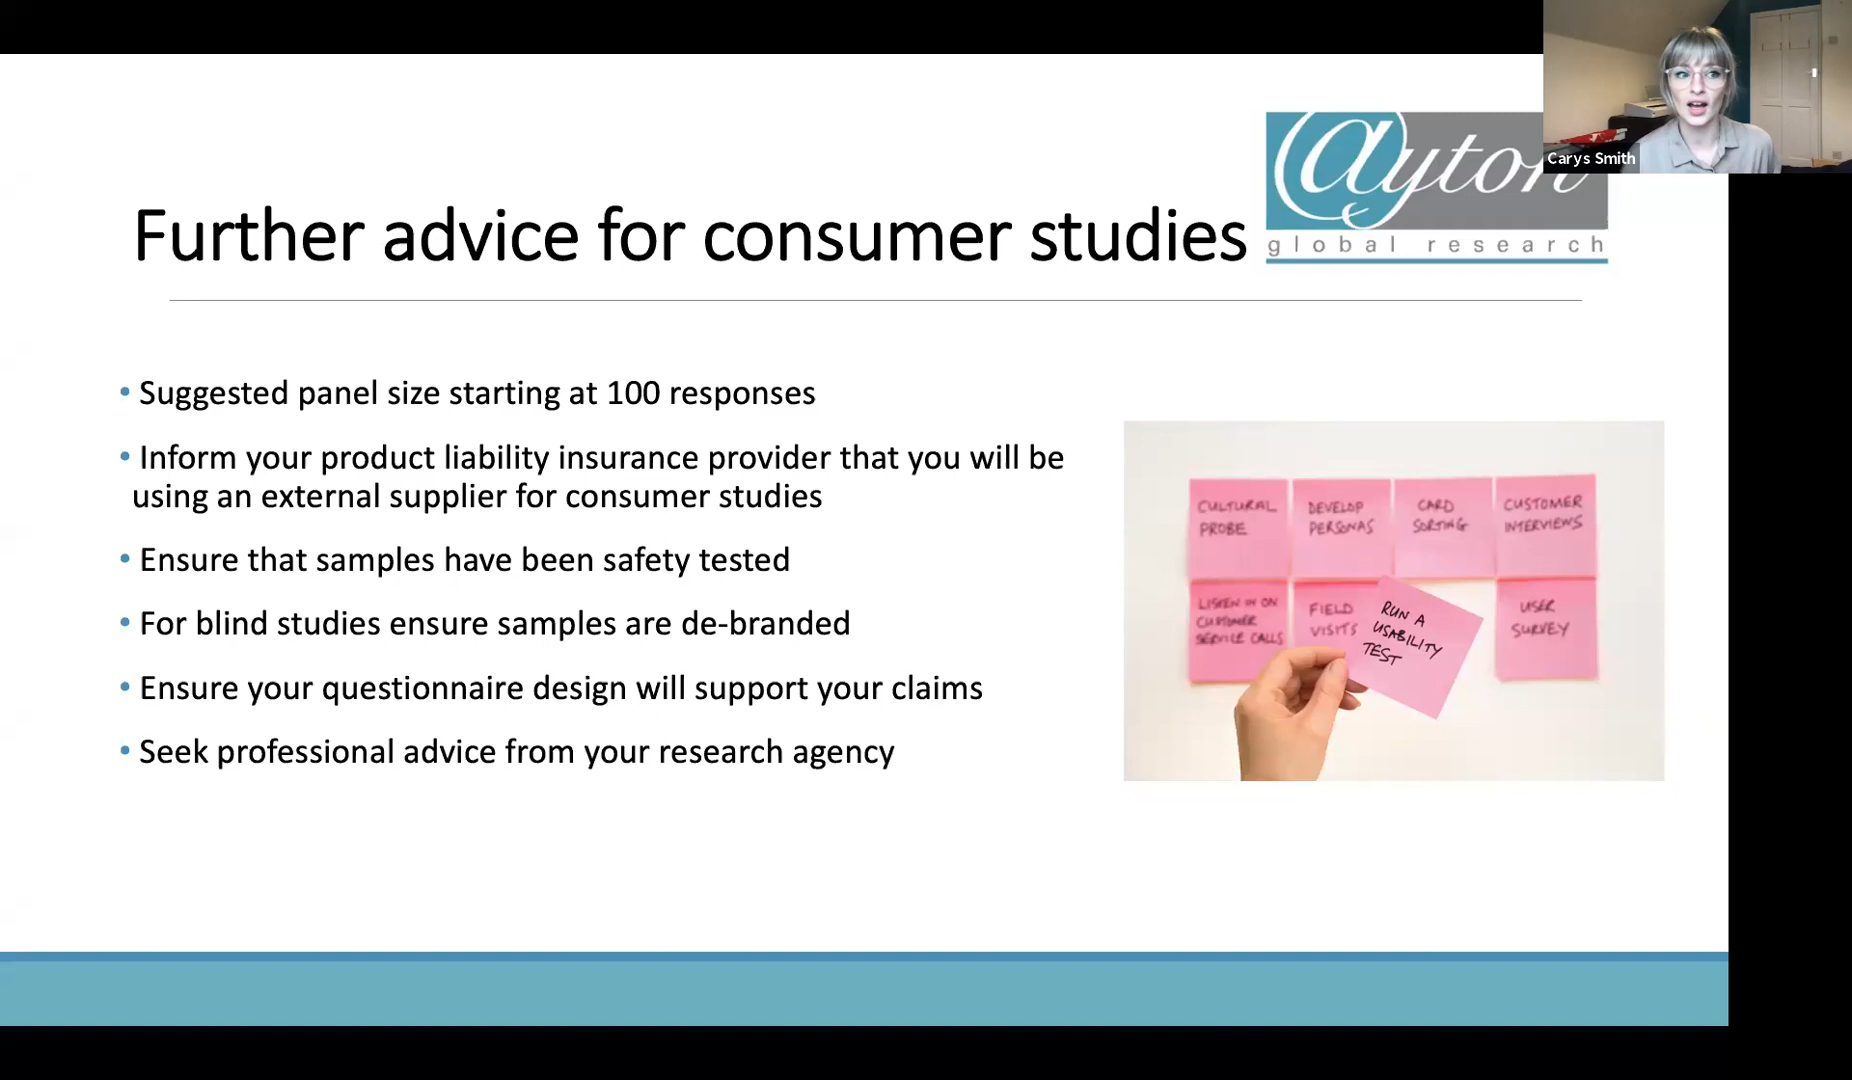 Carys Smith
@yton
global research
Further advice for consumer studies
• Suggested panel size starting at 100 responses
• Inform your product liability insurance provider that you will be
using an external supplier for consumer studies
• Ensure that samples have been safety tested
• For blind studies ensure samples are de-branded
• Ensure your questionnaire design will support your claims
• Seek professional advice from your research agency
CULTURAL
PROBE
DEVELOP
PERSONAS
CARD
SORTING
CUSTOMER
INTERVIEWS
LISTEN IN ON
CUSTOMER
SERVICE CALLS
FIELD
VISITS
RUN A
USABILITY
TEST
USER
SURVEY